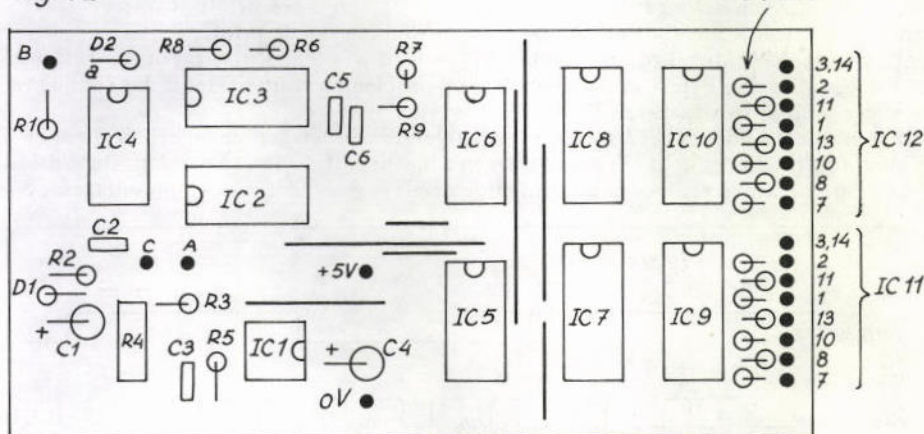 B
D2
a
R8
R6
R7
3,14
2
11
1
13
10
8
7
IC 12
R1
IC4
IC3
C5
C6
R9
IC6
IC8
IC10
IC2
C2
C
A
+5V
R2
D1
+
C1
R4
R3
C3
R5
IC1
+
C4
0V
IC5
IC7
IC9
3,14
2
11
1
13
10
8
7
IC 11